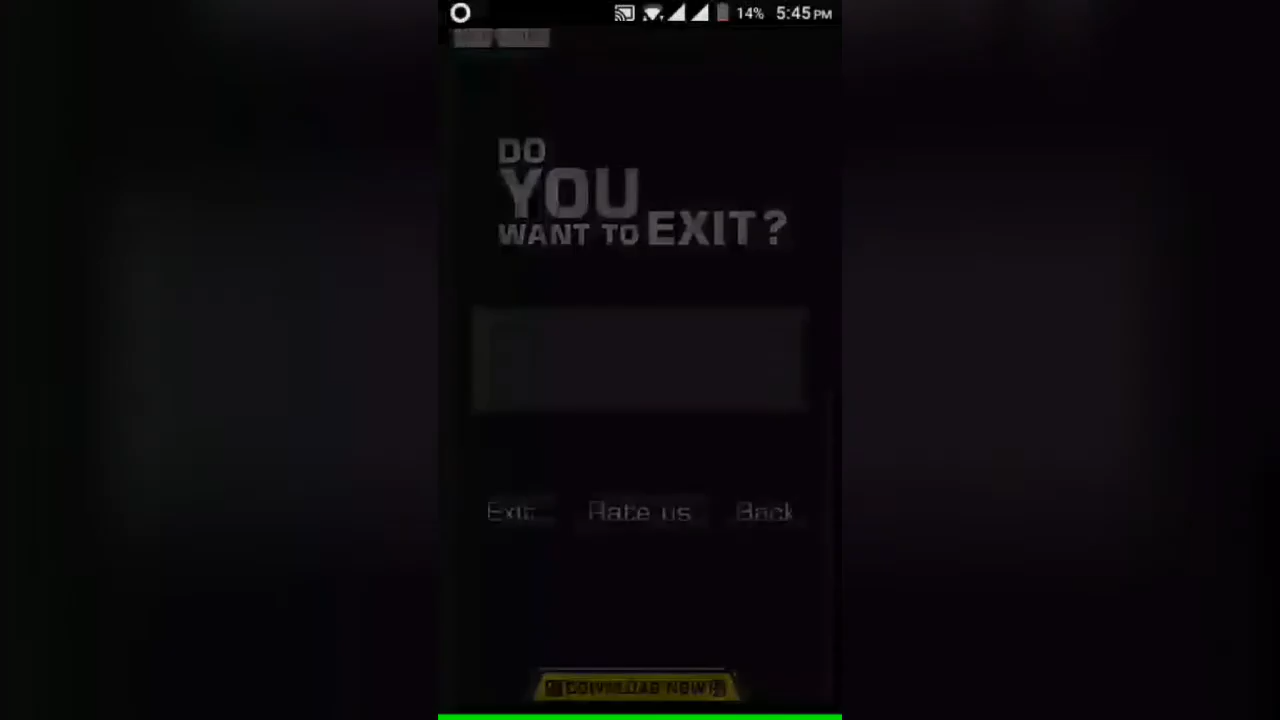 14% 5:45 PM
DO
YOU
WANT TO EXIT?
Exit Rate us Back
DOWNLOAD NOW!